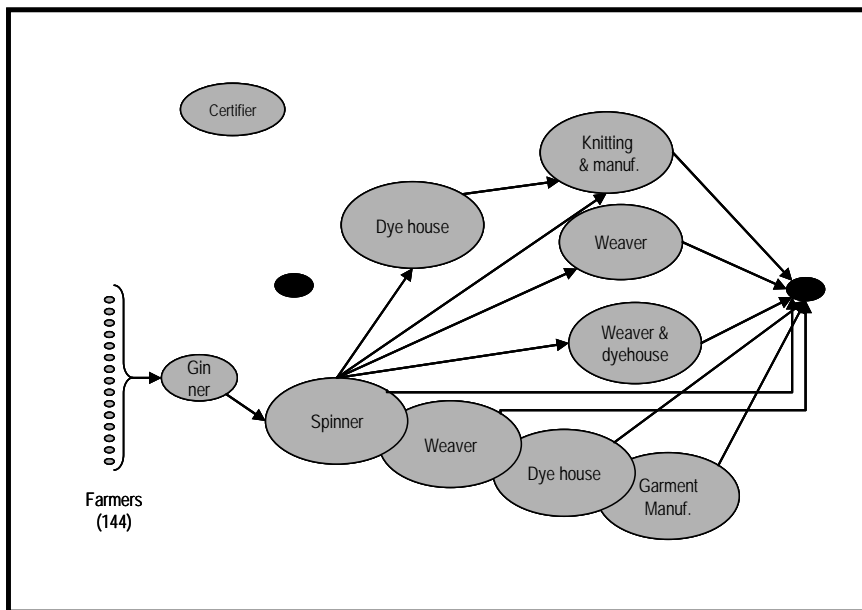 Certifier
Knitting
& manuf.
Dye house
Weaver
Weaver &
dyehouse
Gin
ner
Spinner
Weaver
Dye house
Garment
Manuf.
Farmers
(144)